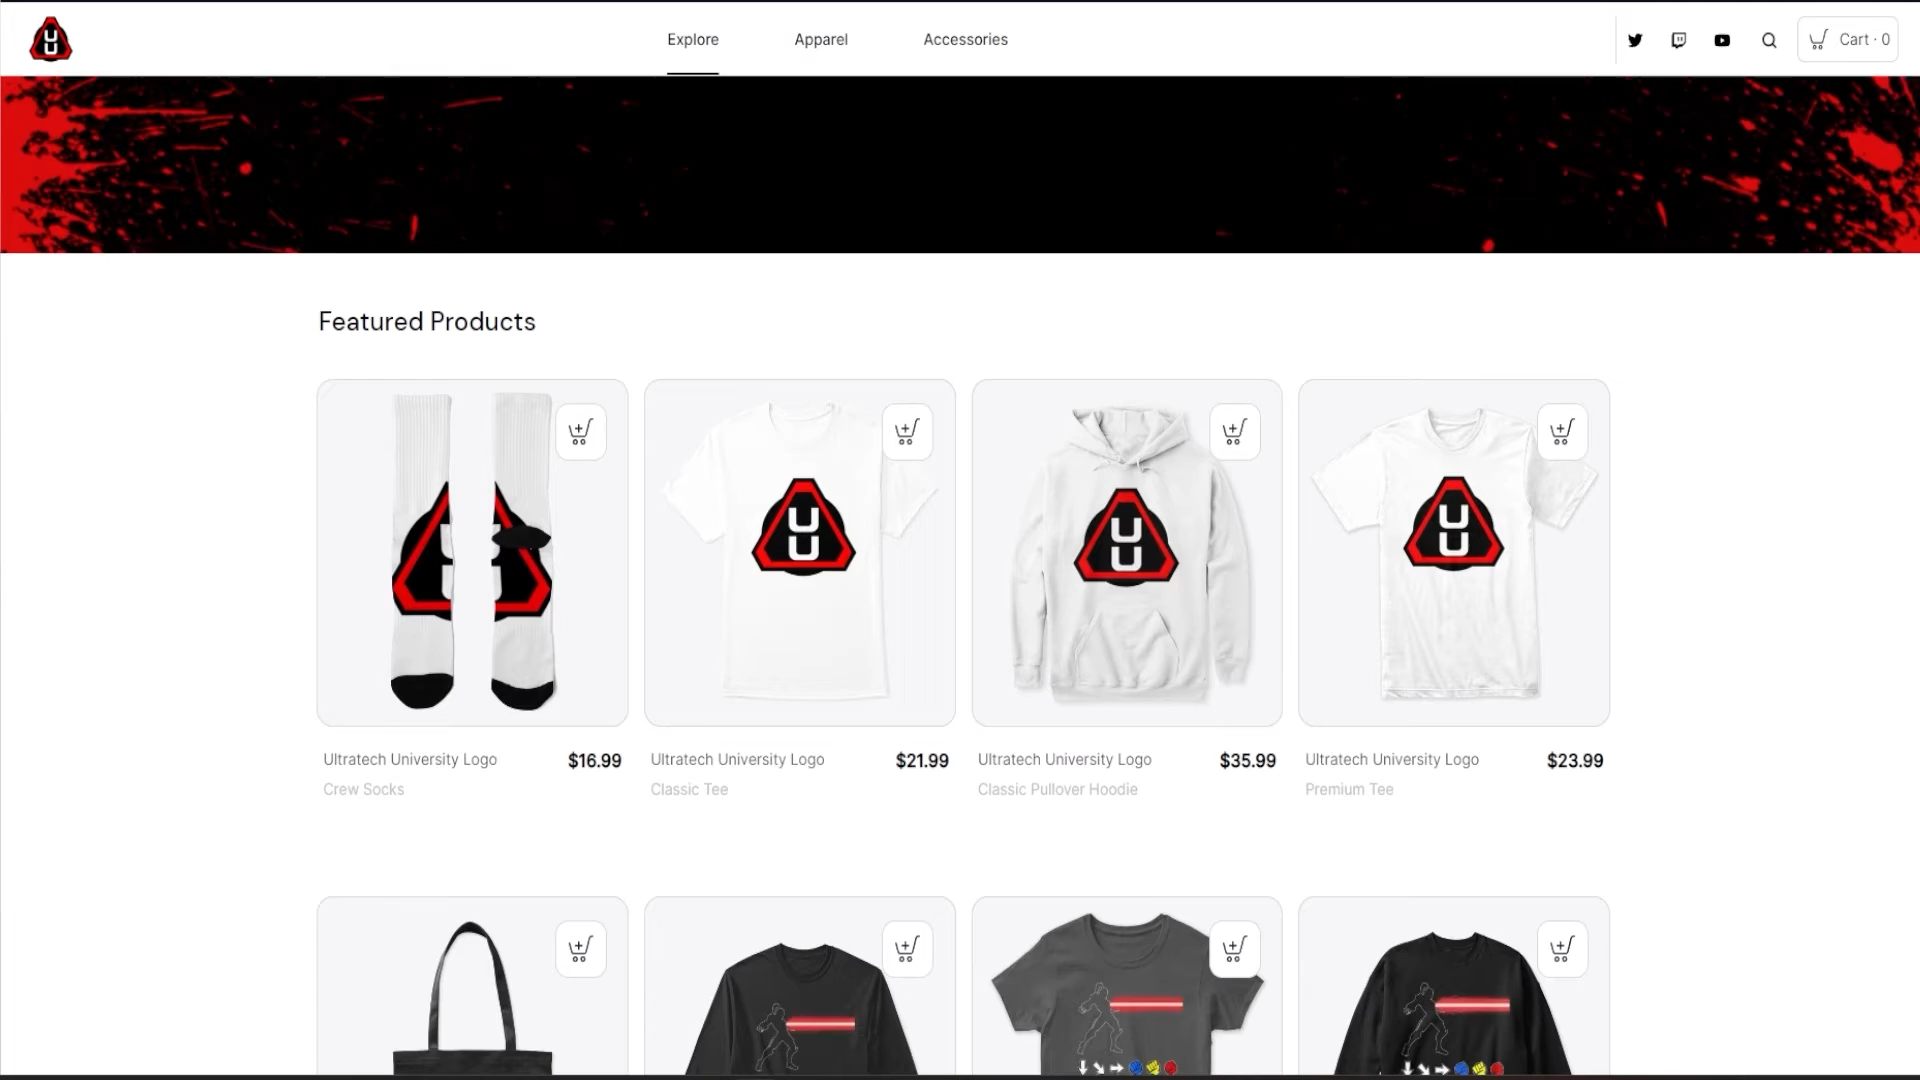 U
U
Explore
Apparel
Accessories
Cart · 0
Featured Products
U
U
U
U
U
U
U
U
Ultratech University Logo
$16.99
Crew Socks
Ultratech University Logo
$21.99
Classic Tee
Ultratech University Logo
$35.99
Classic Pullover Hoodie
Ultratech University Logo
$23.99
Premium Tee